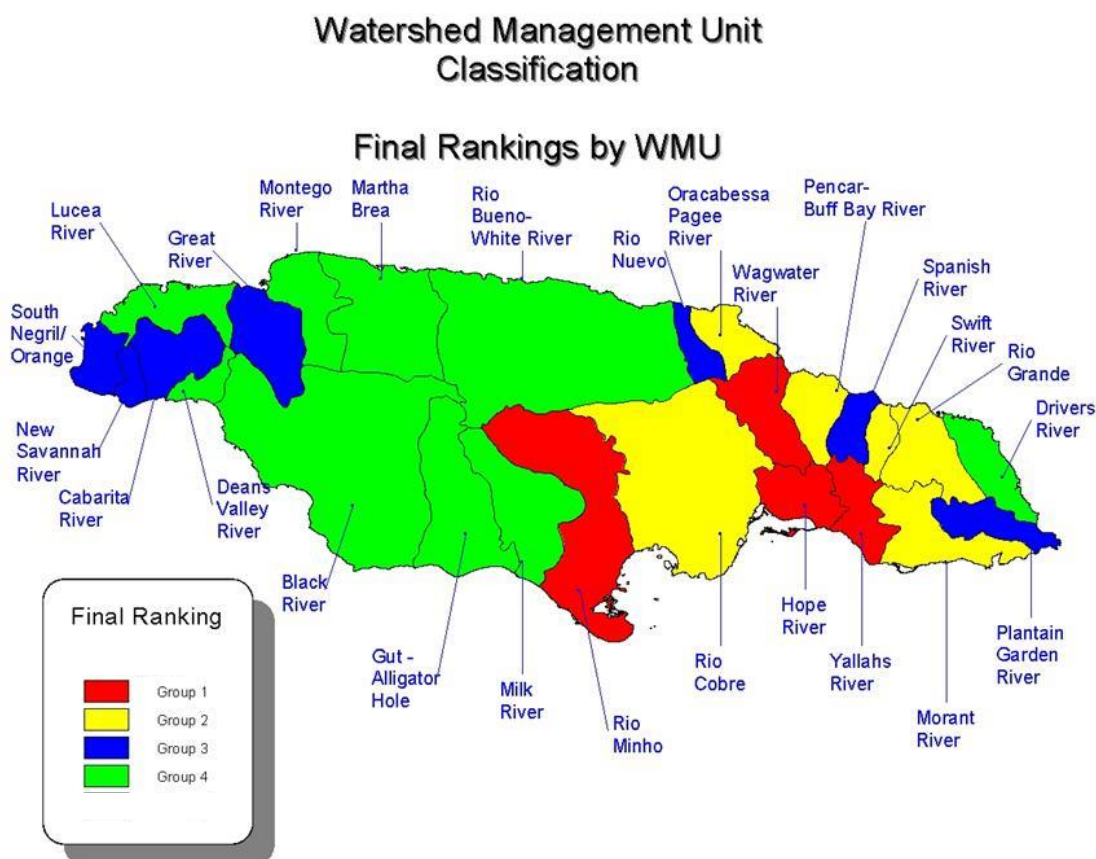 Watershed Management Unit
Classification
Final Rankings by WMU
Montego
River
Martha
Brea
Rio
Bueno-
White River
Oracabessa
Pagee
River
Pencar-
Buff Bay River
Lucea
River
Great
River
Rio
Nuevo
Wagwater
River
Spanish
River
Swift
River
Rio
Grande
Drivers
River
South
Negril/
Orange
New
Savannah
River
Cabarita
River
Deans
Valley
River
Black
River
Gut -
Alligator
Hole
Milk
River
Rio
Minho
Rio
Cobre
Hope
River
Yallahs
River
Morant
River
Plantain
Garden
River
Final Ranking
Group 1
Group 2
Group 3
Group 4